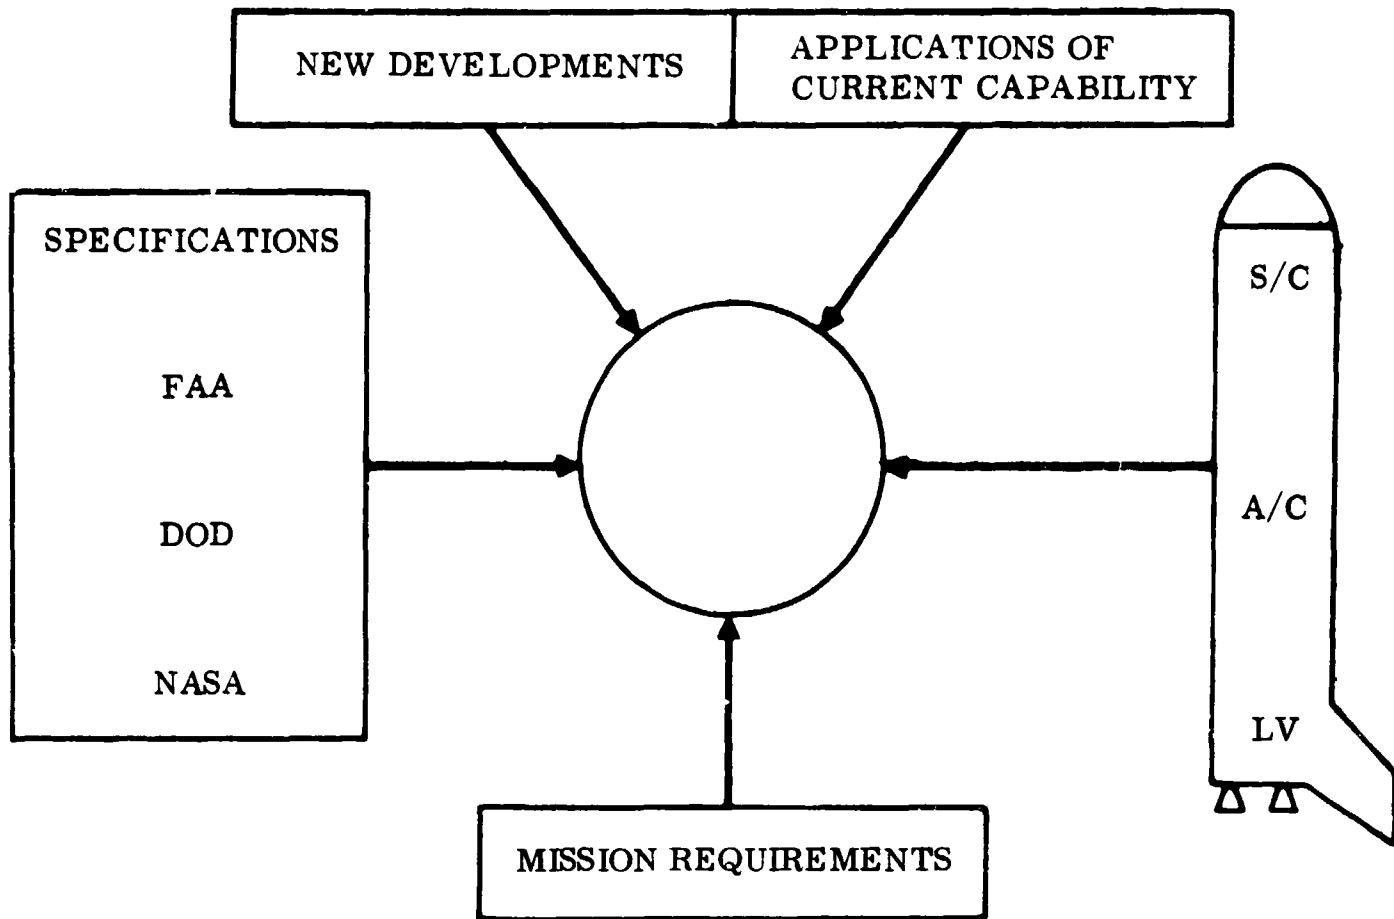 NEW DEVELOPMENTS
APPLICATIONS OF
CURRENT CAPABILITY
SPECIFICATIONS
FAA
DOD
NASA
S/C
A/C
LV
MISSION REQUIREMENTS